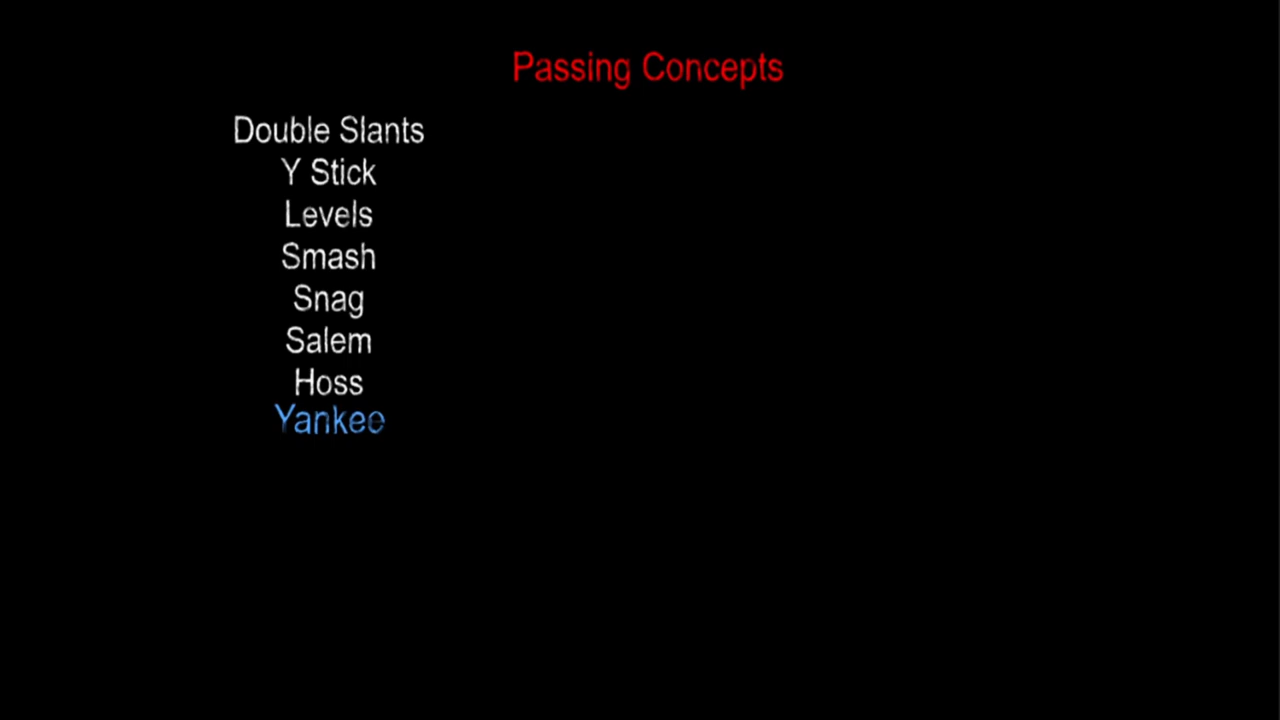 Passing Concepts
Double Slants
Y Stick
Levels
Smash
Snag
Salem
Hoss
Yankee